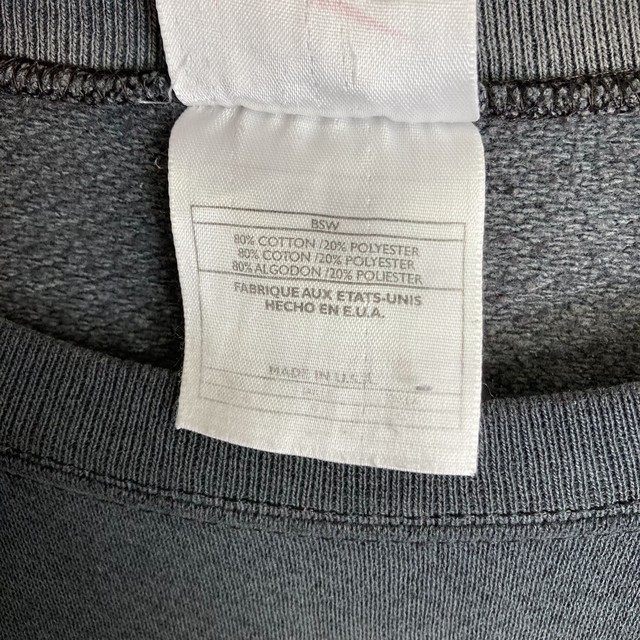 BSW
80% COTTON /20% POLYESTER
80% COTON /20% POLYESTER
80% ALGODON /20% POLIESTER
FABRIQUE AUX ETATS-UNIS
HECHO EN E.U.A.
MADE IN U.S.A